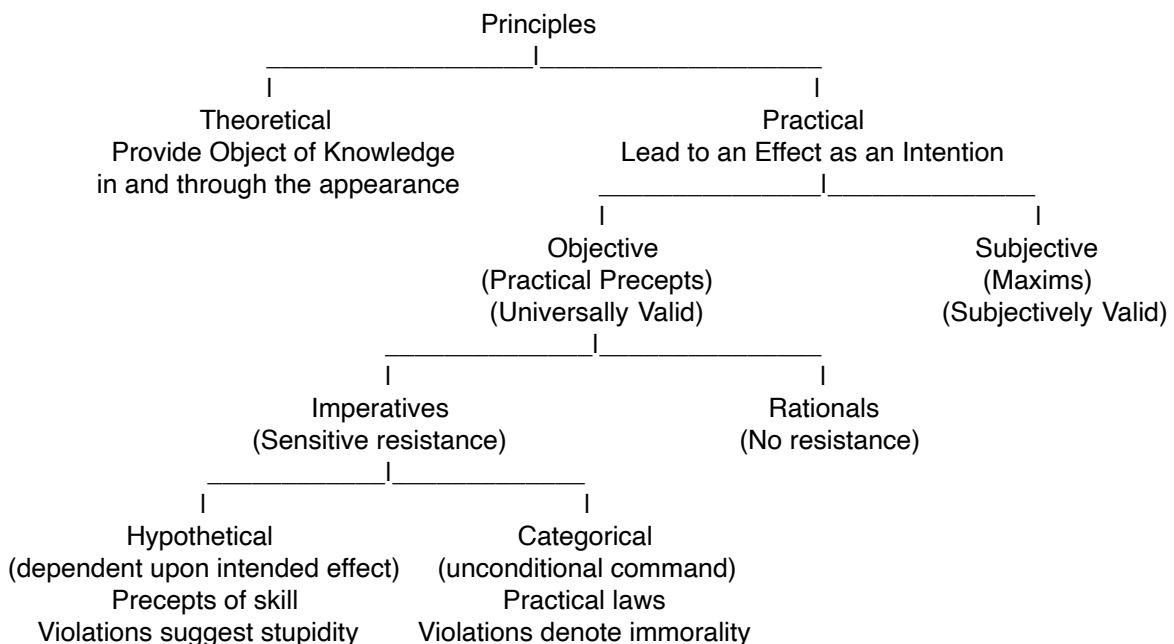 Principles
Theoretical
Provide Object of Knowledge
in and through the appearance
Practical
Lead to an Effect as an Intention
Objective
(Practical Precepts)
(Universally Valid)
Subjective
(Maxims)
(Subjectively Valid)
Imperatives
(Sensitive resistance)
Rationals
(No resistance)
Hypothetical
(dependent upon intended effect)
Precepts of skill
Violations suggest stupidity
Categorical
(unconditional command)
Practical laws
Violations denote immorality